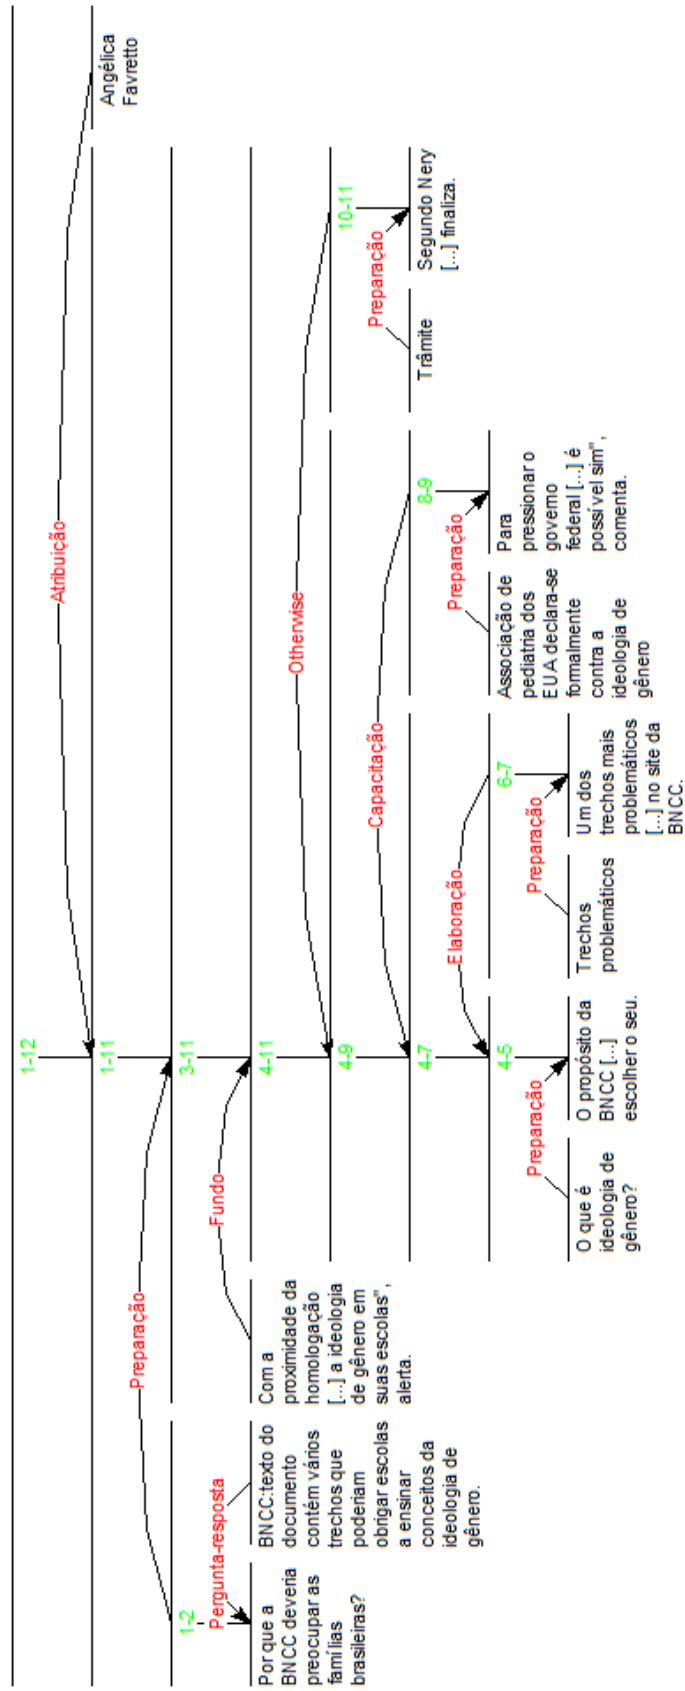 1-12
Atribuição
1-11
Angélica
Favretto
Preparação
3-11
1-2
Fundo
4-11
Pergunta-resposta
Por que a
BNCC deveria
preocupar as
famílias
brasileiras?
BNCC:texto do
documento
contém vários
trechos que
poderiam
obrigar escolas
a ensinar
conceitos da
ideologia de
gênero.
Com a
proximidade da
homologação
[...] a ideologia
de gênero em
suas escolas",
alerta.
Otherwise
4-9
10-11
Capacitação
4-7
Preparação
Trâmite
Segundo Nery
[...] finaliza.
8-9
Elaboração
4-5
6-7
Preparação
Associação de
pediatria dos
EUA declara-se
formalmente
contra a
ideologia de
gênero
Para
pressionar o
governo
federal [...] é
possível sim",
comenta.
Preparação
O que é
ideologia de
gênero?
O propósito da
BNCC [...]
escolher o seu.
Preparação
Trechos
problemáticos
Um dos
trechos mais
problemáticos
[...] no site da
BNCC.